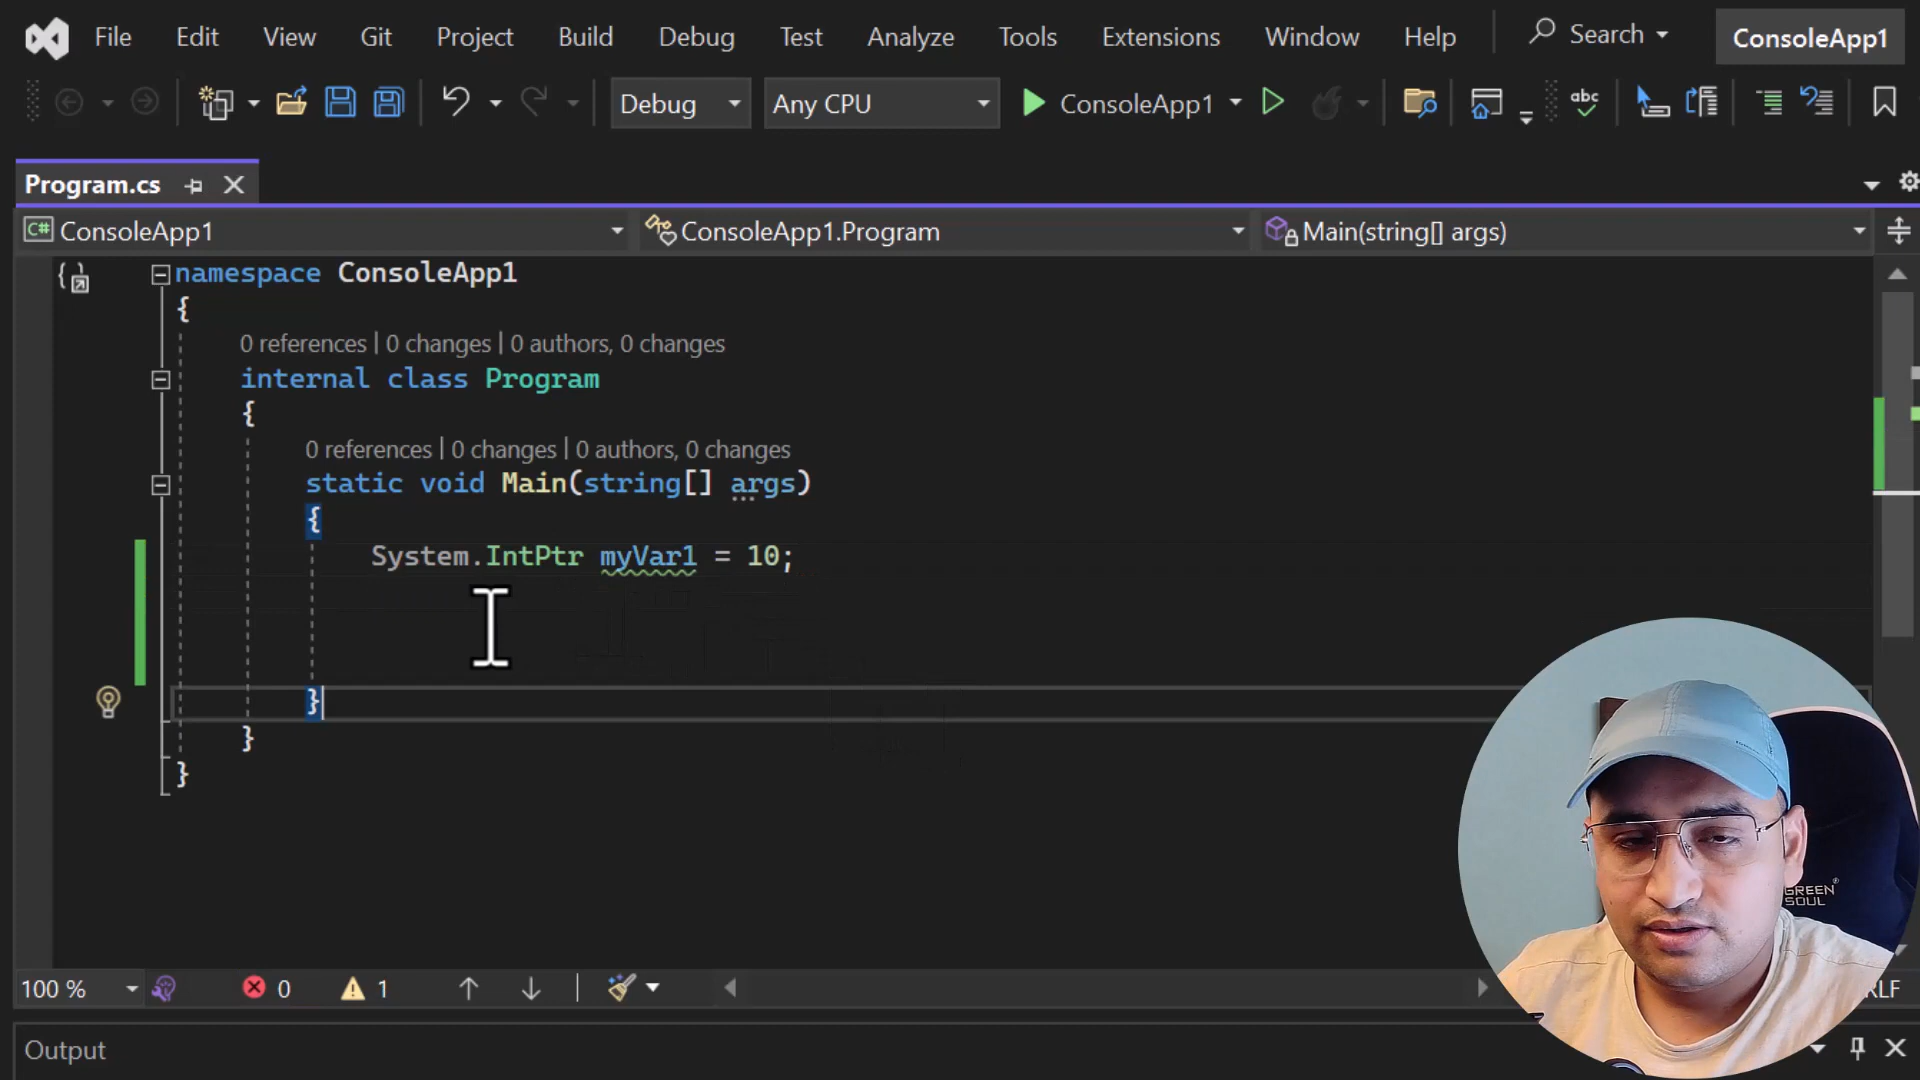 File Edit View Git Project Build Debug Test Analyze Tools Extensions Window Help Search ConsoleApp1
Debug Any CPU ConsoleApp1 abc
Program.cs
C# ConsoleApp1 ConsoleApp1.Program Main(string[] args)
namespace ConsoleApp1
{
0 references | 0 changes | 0 authors, 0 changes
internal class Program
{
0 references | 0 changes | 0 authors, 0 changes
static void Main(string[] args)
{
System.IntPtr myVar1 = 10;
}
}
}
GREEN
SOUL
100 % 0 1
Output